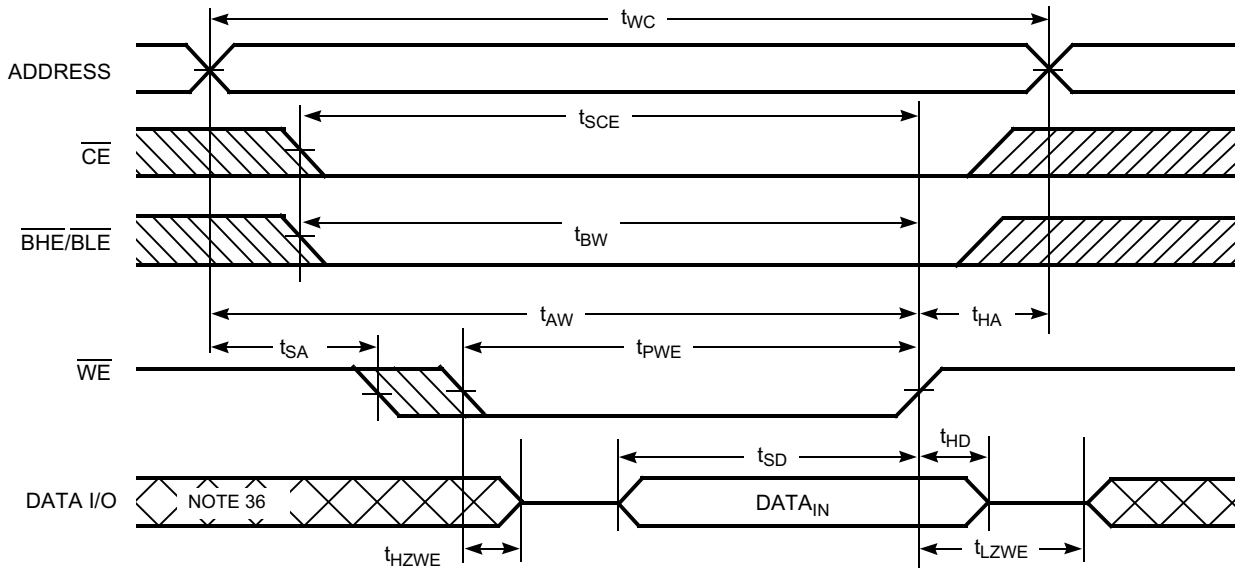 tWC
ADDRESS
tSCE
CE
BHE/BLE
tBW
tAW
tHA
tSA
tPWE
WE
tHD
tSD
DATA I/O
NOTE 36
DATAIN
tHZWE
tLZWE